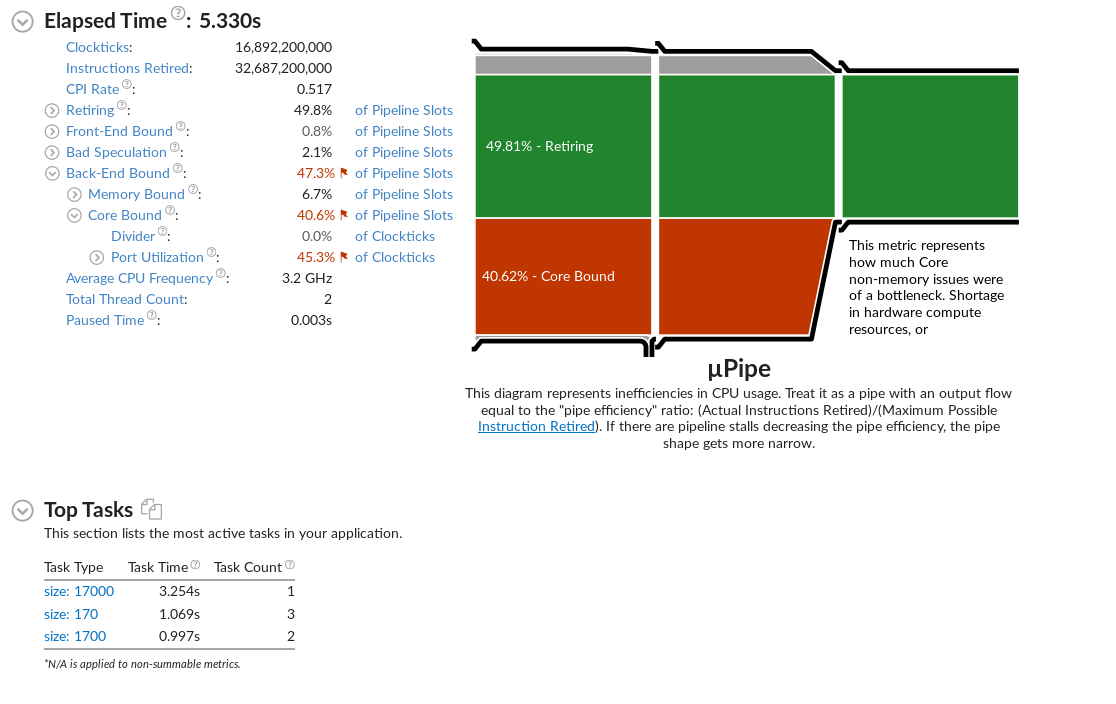 Elapsed Time ?: 5.330s
Clockticks: 16,892,200,000
Instructions Retired: 32,687,200,000
CPI Rate ?: 0.517
Retiring ?: 49.8% of Pipeline Slots
Front-End Bound ?: 0.8% of Pipeline Slots
Bad Speculation ?: 2.1% of Pipeline Slots
Back-End Bound ?: 47.3% of Pipeline Slots
Memory Bound ?: 6.7% of Pipeline Slots
Core Bound ?: 40.6% of Pipeline Slots
Divider ?: 0.0% of Clockticks
Port Utilization ?: 45.3% of Clockticks
Average CPU Frequency ?: 3.2 GHz
Total Thread Count: 2
Paused Time ?: 0.003s
49.81% - Retiring
40.62% - Core Bound
This metric represents
how much Core
non-memory issues were
of a bottleneck. Shortage
in hardware compute
resources, or
µPipe
This diagram represents inefficiencies in CPU usage. Treat it as a pipe with an output flow
equal to the "pipe efficiency" ratio: (Actual Instructions Retired)/(Maximum Possible
Instruction Retired). If there are pipeline stalls decreasing the pipe efficiency, the pipe
shape gets more narrow.
Top Tasks
This section lists the most active tasks in your application.
Task Type Task Time ? Task Count ?
size: 17000 3.254s 1
size: 170 1.069s 3
size: 1700 0.997s 2
*N/A is applied to non-summable metrics.